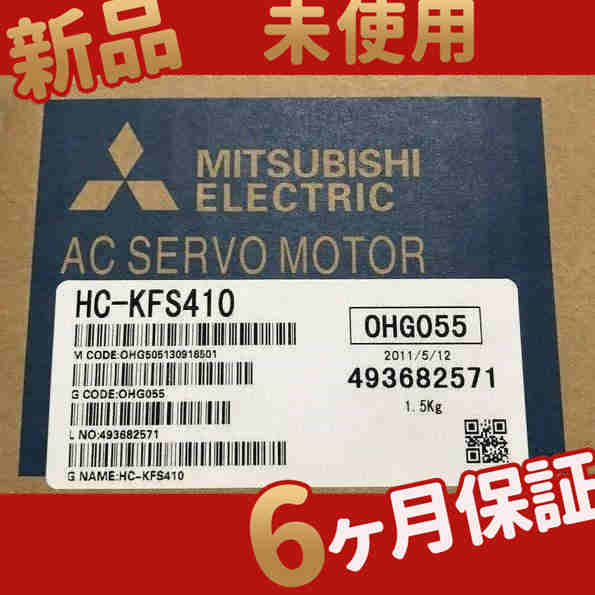 新品 未使用
MITSUBISHI
ELECTRIC
AC SERVO MOTOR
HC-KFS410
M CODE:OHG505130918501
G CODE:OHG055
L NO:493682571
G NAME:HC-KFS410
OHG055
2011/5/12
493682571
1.5Kg
6ヶ月保証